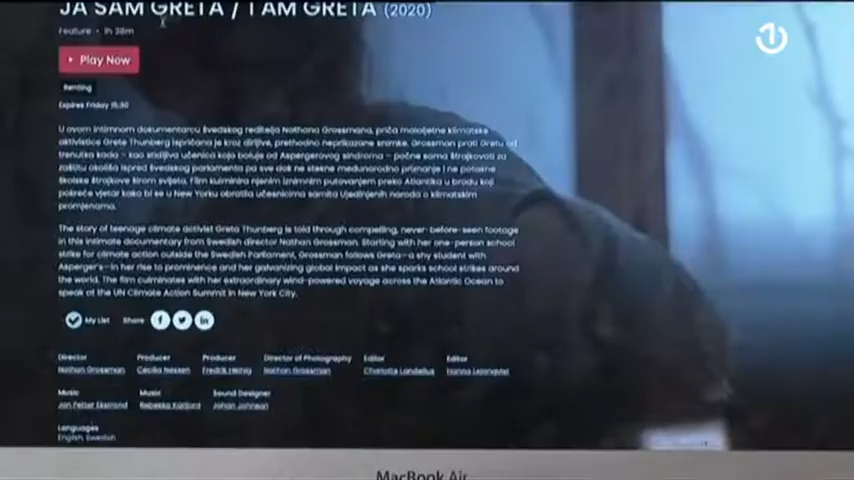 JA SAM GRETA / I AM GRETA (2020)
Feature • 1h 38m
Play Now
Renting
Expires Friday 15:30
U ovom intimnom dokumentarcu švedskog reditelja Nathana Grossmana, priča maloljetne klimatske
aktivistice Grete Thunberg ispričana je kroz dirljive, prethodno neprikazane snimke. Grossman prati Gretu od
trenutka kada – kao stidljiva učenica koja boluje od Aspergerovog sindroma – počne sama štrajkovati za
zaštitu okoliša ispred švedskog parlamenta pa sve dok ne stekne međunarodno priznanje i ne potakne
školske štrajkove širom svijeta. Film kulminira njenim iznimnim putovanjem preko Atlantika u brodu koji
pokreće vjetar kako bi se u New Yorku obratila učesnicima samita Ujedinjenih naroda o klimatskim
promjenama.
The story of teenage climate activist Greta Thunberg is told through compelling, never-before-seen footage
in this intimate documentary from Swedish director Nathan Grossman. Starting with her one-person school
strike for climate action outside the Swedish Parliament, Grossman follows Greta—a shy student with
Asperger's—in her rise to prominence and her galvanizing global impact as she sparks school strikes around
the world. The film culminates with her extraordinary wind-powered voyage across the Atlantic Ocean to
speak at the UN Climate Action Summit in New York City.
My List Share
Director Producer Producer Director of Photography Editor Editor
Nathan Grossman Cecilia Nessen Fredrik Heinig Nathan Grossman Charlotta Landelius Hanna Lejonqvist
Music Music Sound Designer
Jon Petter Ekstrand Rebekka Karijord Johan Johnson
Languages
English, Swedish
MacBook Air